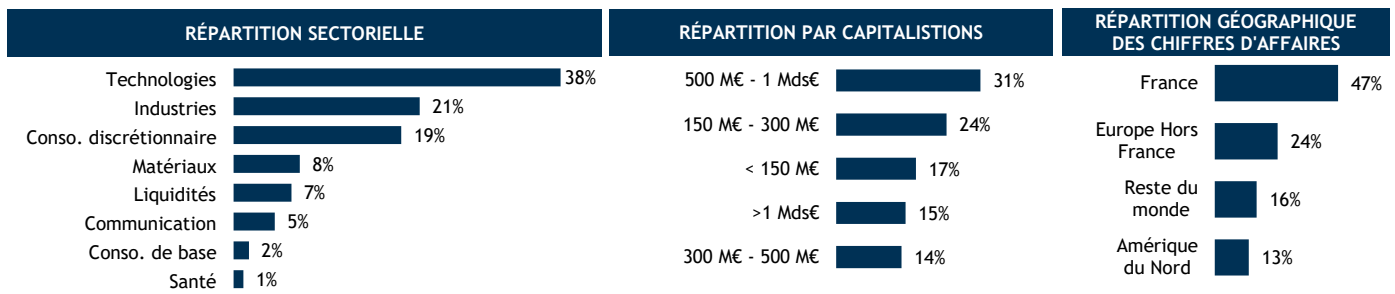 RÉPARTITION SECTORIELLE
Technologies 38%
Industries 21%
Conso. discrétionnaire 19%
Matériaux 8%
Liquidités 7%
Communication 5%
Conso. de base 2%
Santé 1%
RÉPARTITION PAR CAPITALISTIONS
500 M€ - 1 Mds€ 31%
150 M€ - 300 M€ 24%
< 150 M€ 17%
>1 Mds€ 15%
300 M€ - 500 M€ 14%
RÉPARTITION GÉOGRAPHIQUE
DES CHIFFRES D'AFFAIRES
France 47%
Europe Hors
France 24%
Reste du
monde 16%
Amérique
du Nord 13%